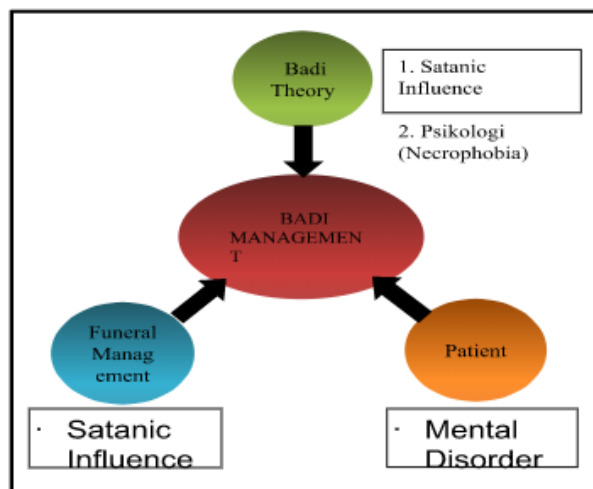 Badi
Theory
1. Satanic
Influence
2. Psikologi
(Necrophobia)
BADI
MANAGEMEN
T
Funeral
Manag
ement
Patient
· Satanic
Influence
· Mental
Disorder